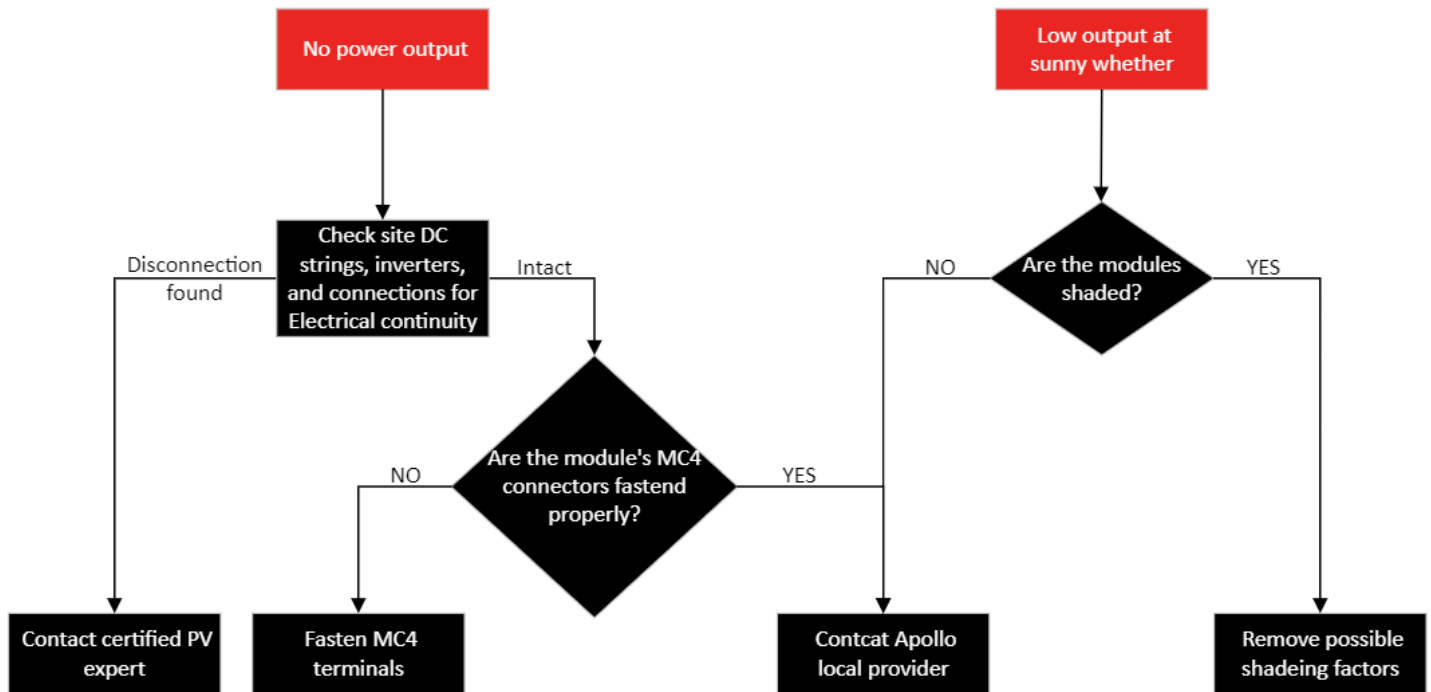 No power output
Low output at
sunny whether
Check site DC
strings, inverters,
and connections for
Electrical continuity
Disconnection
found
Intact
NO
Are the modules
shaded?
YES
Are the module's MC4
connectors fastend
properly?
NO
YES
Contact certified PV
expert
Fasten MC4
terminals
Contcat Apollo
local provider
Remove possible
shadeing factors